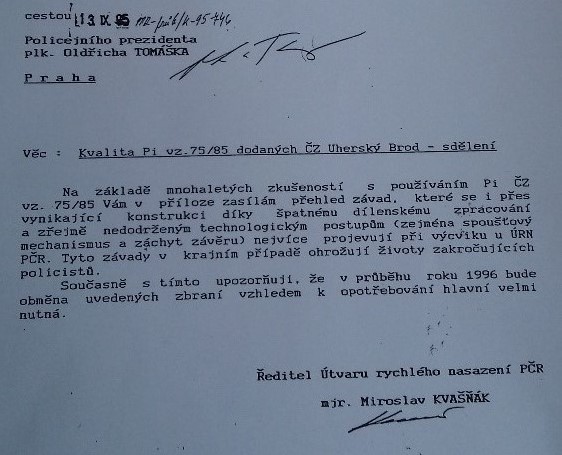 cestou 13 IX. 95
Policejního prezidenta
plk. Oldřicha TOMÁŠKA
P r a h a
Věc : Kvalita Pi vz.75/85 dodaných ČZ Uherský Brod - sdělení
Na základě mnohaletých zkušeností s používáním Pi ČZ
vz. 75/85 Vám v příloze zasílám přehled závad, které se i přes
vynikající konstrukci díky špatnému dílenskému zpracování
a zřejmě nedodrženým technologickým postupům (zejména spoušťový
mechanismus a záchyt závěru) nejvíce projevují při výcviku u ÚRN
PČR. Tyto závady v krajním případě ohrožují životy zakročujících
policistů.
Současně s tímto upozorňuji, že v průběhu roku 1996 bude
obměna uvedených zbraní vzhledem k opotřebování hlavní velmi
nutná.
Ředitel Útvaru rychlého nasazení PČR
mjr. Miroslav KVAŠŇÁK